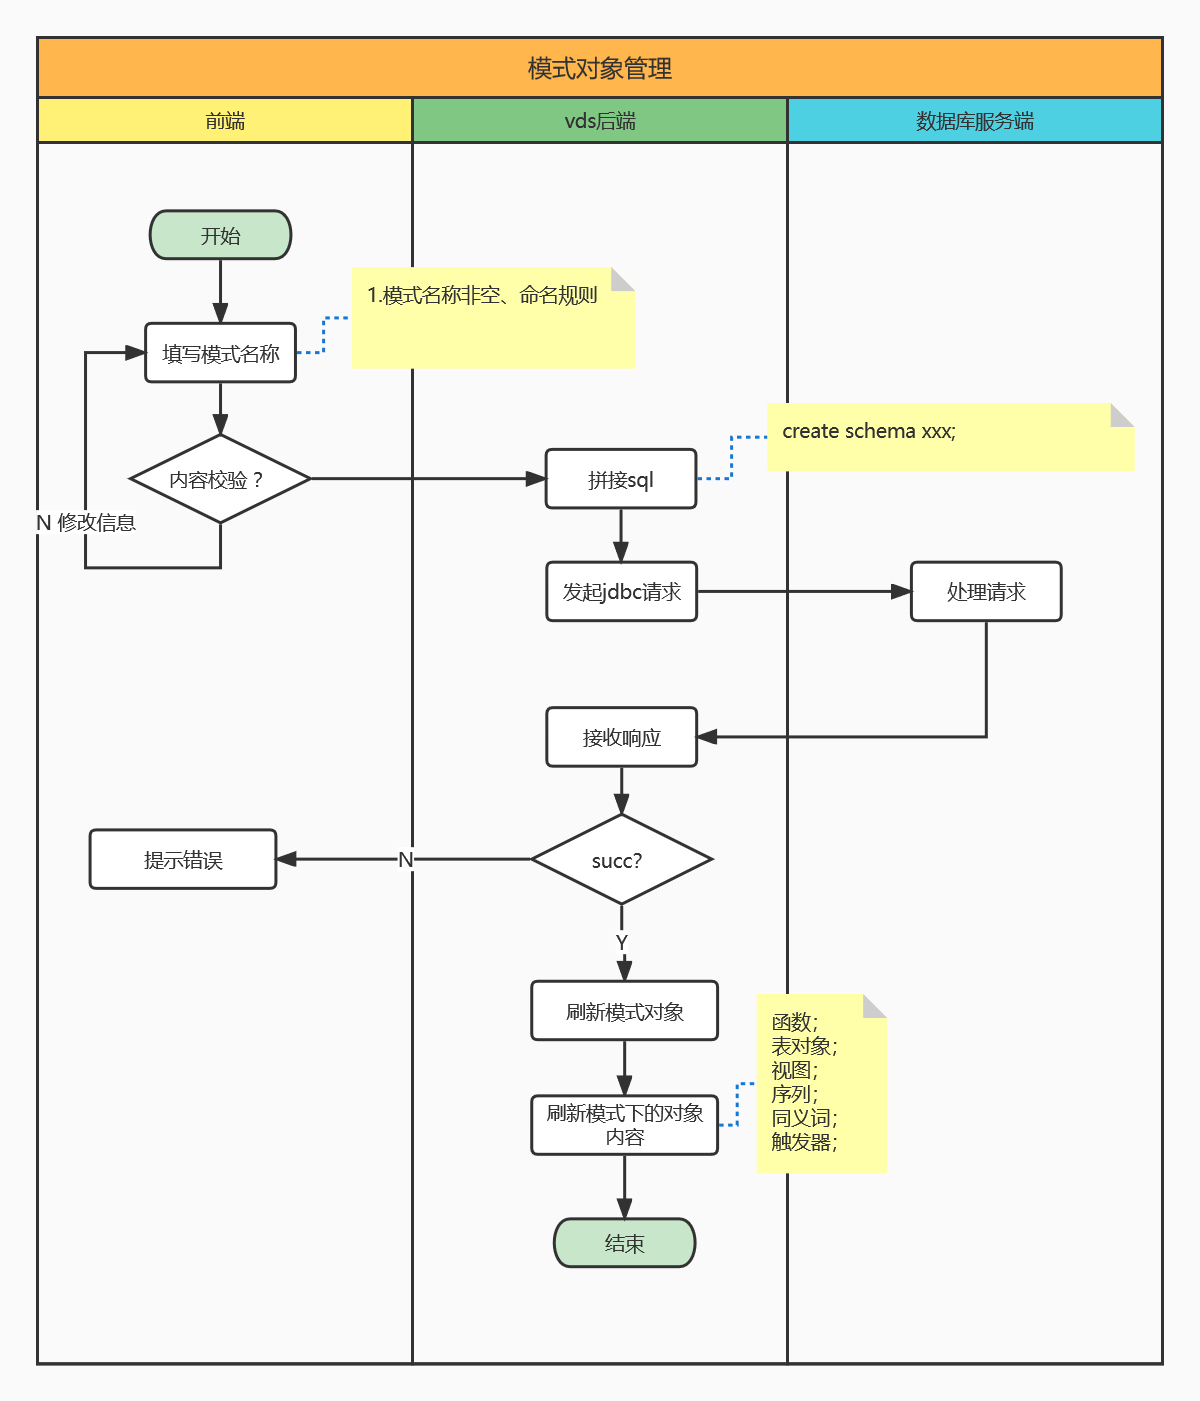 模式对象管理
前端
vds后端
数据库服务端
开始
1.模式名称非空、命名规则
填写模式名称
create schema xxx;
内容校验？
拼接sql
N 修改信息
发起jdbc请求
处理请求
接收响应
提示错误
N
succ?
Y
刷新模式对象
函数；
表对象；
视图；
序列；
同义词；
触发器；
刷新模式下的对象
内容
结束